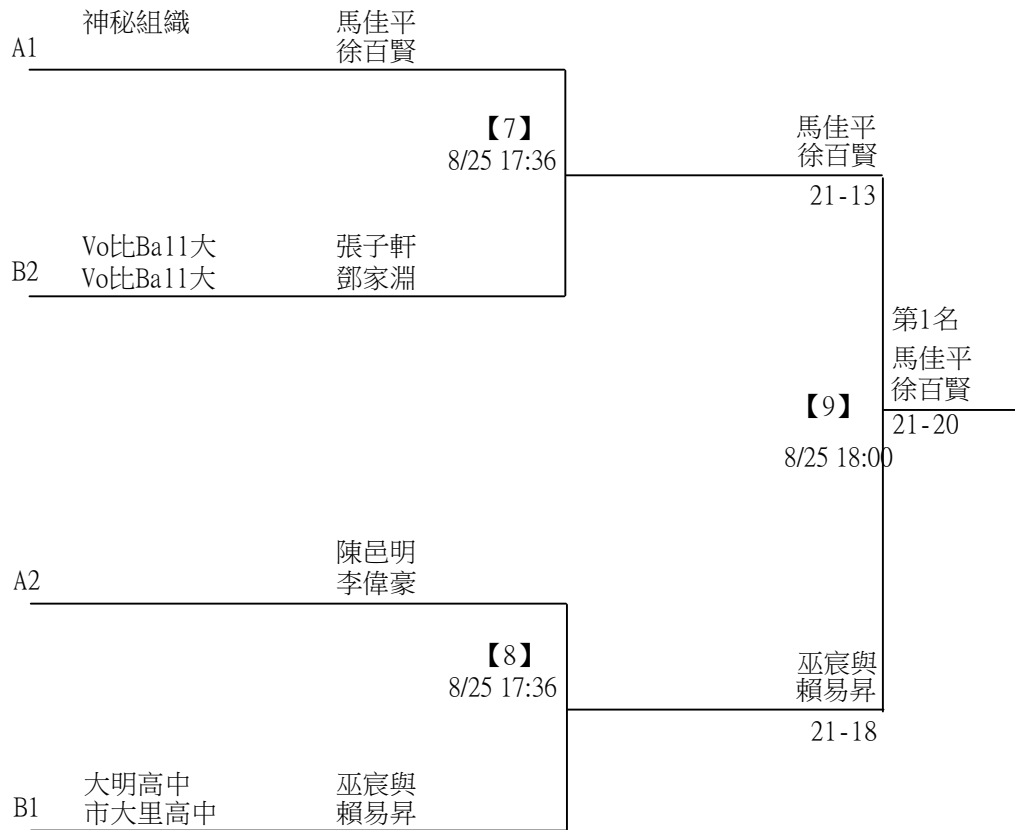 神秘組織 馬佳平
A1 徐百賢
【7】
8/25 17:36
馬佳平
徐百賢
21-13
Vo比Ball大 張子軒
B2 Vo比Ball大 鄧家淵
第1名
馬佳平
徐百賢
【9】
21-20
8/25 18:00
陳邑明
A2 李偉豪
【8】
8/25 17:36
巫宸與
賴易昇
21-18
大明高中 巫宸與
B1 市大里高中 賴易昇